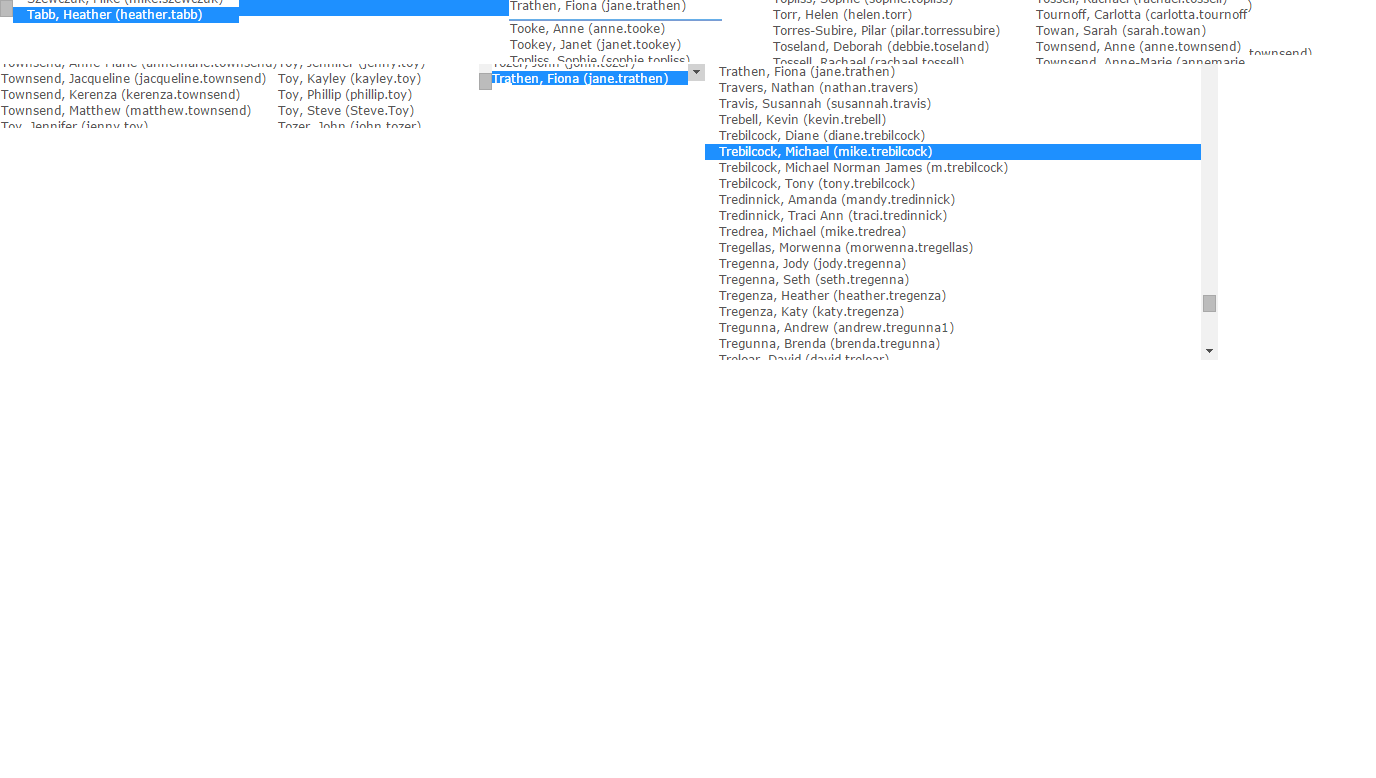 Szewczuk, Mike (mike.szewczuk)
Tabb, Heather (heather.tabb)
Trathen, Fiona (jane.trathen)
Tooke, Anne (anne.tooke)
Tookey, Janet (janet.tookey)
Topliss, Sophie (sophie.topliss)
Topliss, Sophie (sophie.topliss)
Torr, Helen (helen.torr)
Torres-Subire, Pilar (pilar.torressubire)
Toseland, Deborah (debbie.toseland)
Tossell, Rachael (rachael.tossell)
Tossell, Rachael (rachael.tossell)
)
Tournoff, Carlotta (carlotta.tournoff
Towan, Sarah (sarah.towan)
Townsend, Anne (anne.townsend)
Townsend, Anne-Marie (annemarie
.townsend)
Townsend, Anne-Marie (annemarie.townsend)
Townsend, Jacqueline (jacqueline.townsend)
Townsend, Kerenza (kerenza.townsend)
Townsend, Matthew (matthew.townsend)
Toy, Jennifer (jenny.toy)
Toy, Jennifer (jenny.toy)
Toy, Kayley (kayley.toy)
Toy, Phillip (phillip.toy)
Toy, Steve (Steve.Toy)
Tozer, John (john.tozer)
Tozer, John (john.tozer)
Trathen, Fiona (jane.trathen)
Trathen, Fiona (jane.trathen)
Travers, Nathan (nathan.travers)
Travis, Susannah (susannah.travis)
Trebell, Kevin (kevin.trebell)
Trebilcock, Diane (diane.trebilcock)
Trebilcock, Michael (mike.trebilcock)
Trebilcock, Michael Norman James (m.trebilcock)
Trebilcock, Tony (tony.trebilcock)
Tredinnick, Amanda (mandy.tredinnick)
Tredinnick, Traci Ann (traci.tredinnick)
Tredrea, Michael (mike.tredrea)
Tregellas, Morwenna (morwenna.tregellas)
Tregenna, Jody (jody.tregenna)
Tregenna, Seth (seth.tregenna)
Tregenza, Heather (heather.tregenza)
Tregenza, Katy (katy.tregenza)
Tregunna, Andrew (andrew.tregunna1)
Tregunna, Brenda (brenda.tregunna)
Treloar, David (david.treloar)